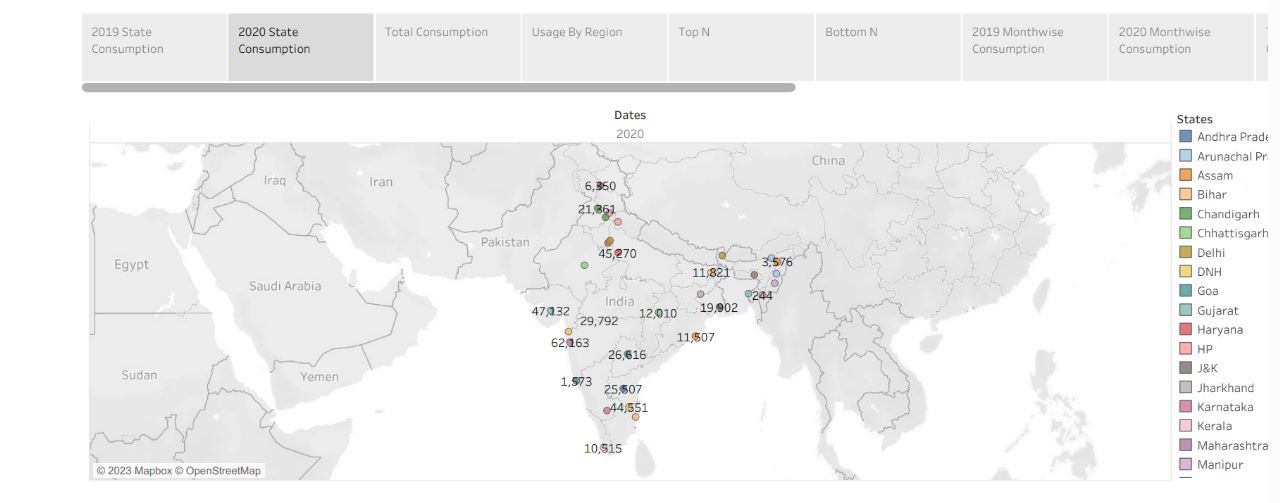 2019 State
Consumption
2020 State
Consumption
Total Consumption
Usage By Region
Top N
Bottom N
2019 Monthwise
Consumption
2020 Monthwise
Consumption
Dates
2020
States
Andhra Prade
Arunachal Pr
Assam
Bihar
Chandigarh
Chhattisgarh
Delhi
DNH
Goa
Gujarat
Haryana
HP
J&K
Jharkhand
Karnataka
Kerala
Maharashtra
Manipur
China
Iraq
Iran
Pakistan
Egypt
Saudi Arabia
India
Sudan
Yemen
21,361
45,270
3,576
11,821
244
19,902
47,132
12,010
29,792
11,507
62,163
26,616
1,573
25,507
44,551
10,515
© 2023 Mapbox © OpenStreetMap